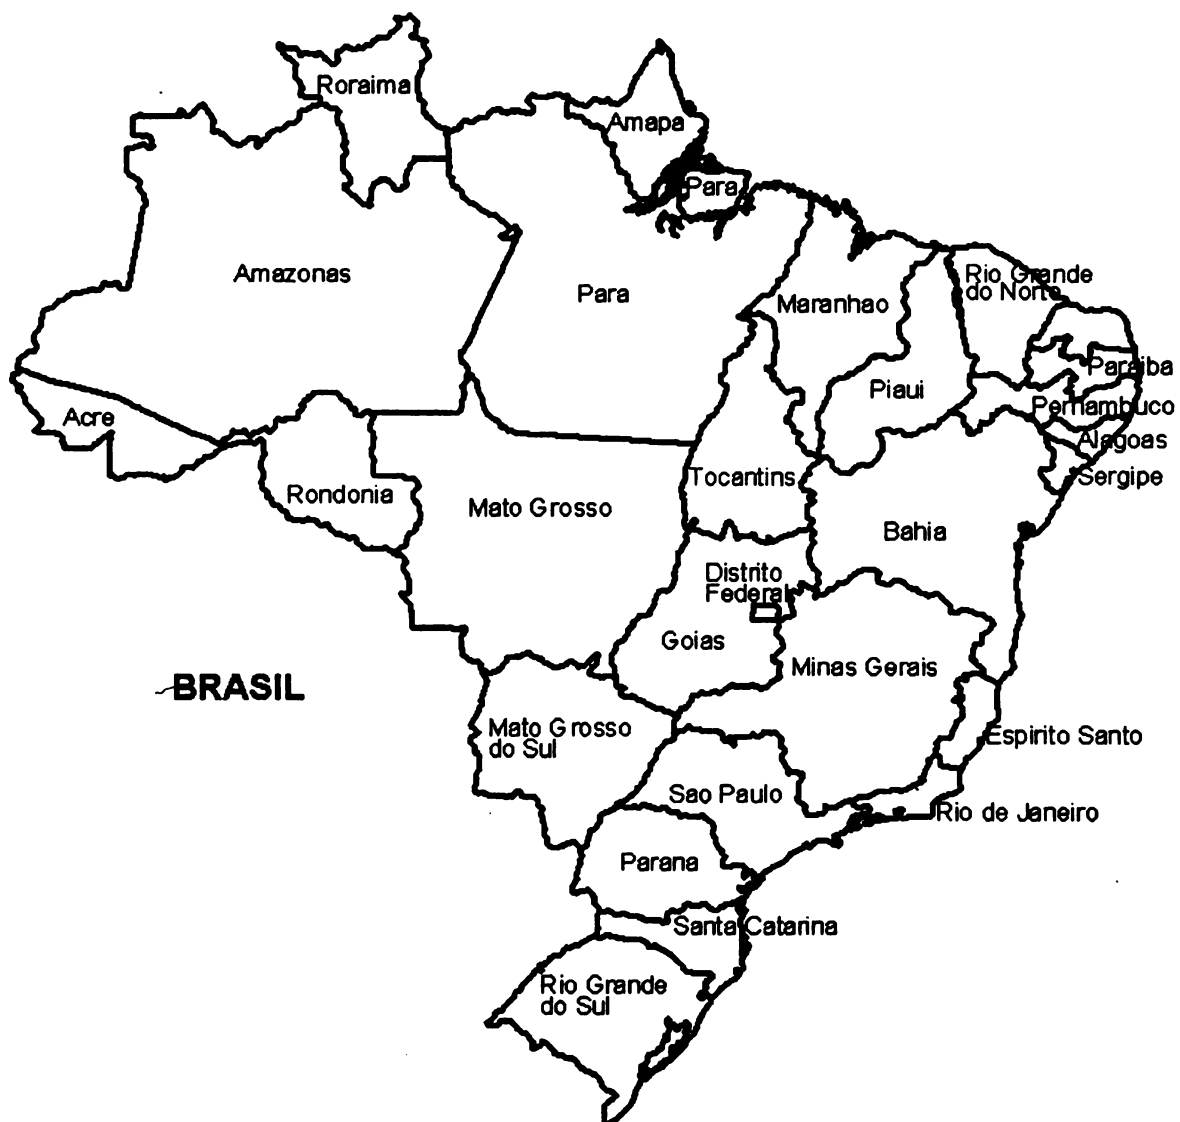 Roraima
Amapa
Para
Amazonas
Para
Rio Grande
do Norte
Maranhao
Paraiba
Piaui
Pernambuco
Acre
Alagoas
Tocantins
Sergipe
Rondonia
Mato Grosso
Bahia
Distrito
Federal
Goias
Minas Gerais
BRASIL
Mato Grosso
do Sul
Espirito Santo
Sao Paulo
Rio de Janeiro
Parana
Santa Catarina
Rio Grande
do Sul